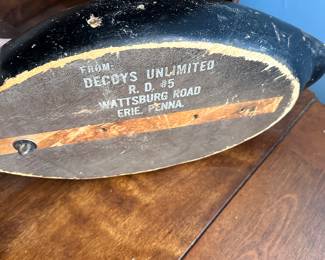 FROM:
DECOYS UNLIMITED
R. D. #5
WATTSBURG ROAD
ERIE, PENNA.